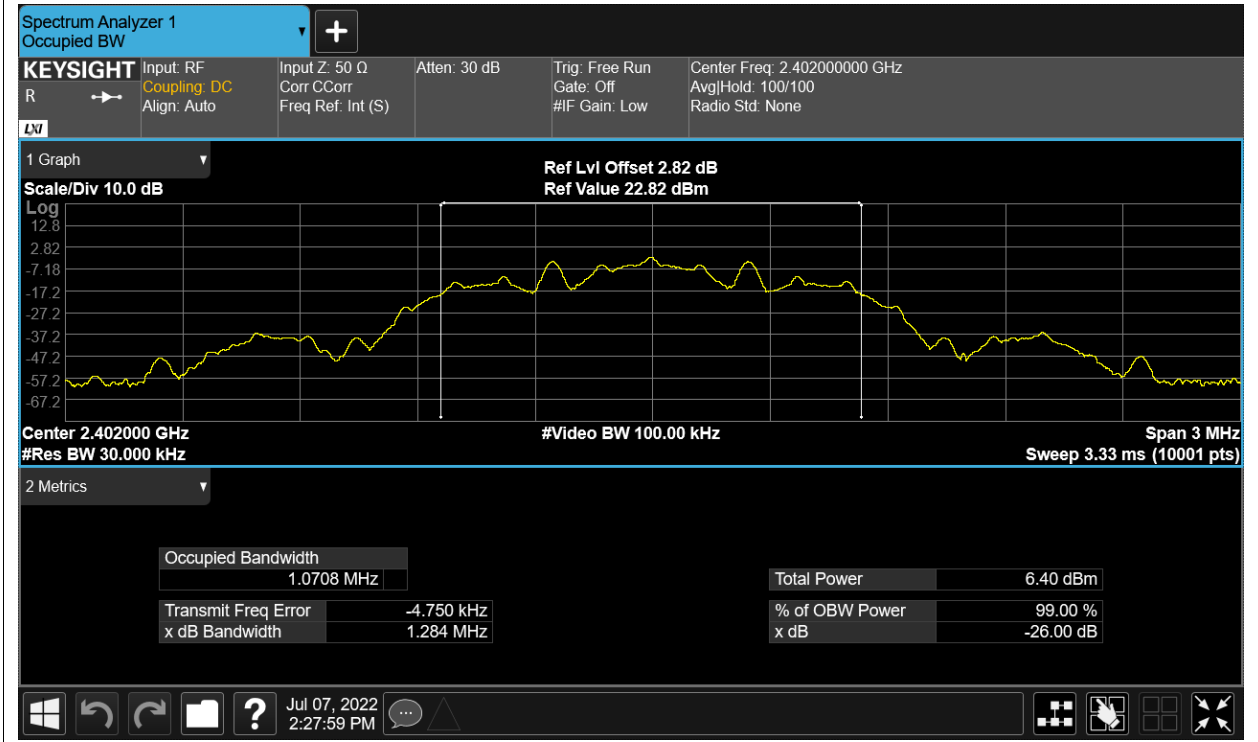 Spectrum Analyzer 1
Occupied BW
KEYSIGHT
R
LXI
Input: RF
Coupling: DC
Align: Auto
Input Z: 50 Ω
Corr CCorr
Freq Ref: Int (S)
Atten: 30 dB
Trig: Free Run
Gate: Off
#IF Gain: Low
Center Freq: 2.402000000 GHz
Avg|Hold: 100/100
Radio Std: None
1 Graph
Scale/Div 10.0 dB
Ref Lvl Offset 2.82 dB
Ref Value 22.82 dBm
Log
12.8
2.82
-7.18
-17.2
-27.2
-37.2
-47.2
-57.2
-67.2
Center 2.402000 GHz
#Res BW 30.000 kHz
#Video BW 100.00 kHz
Span 3 MHz
Sweep 3.33 ms (10001 pts)
2 Metrics
Occupied Bandwidth
1.0708 MHz
Transmit Freq Error -4.750 kHz
x dB Bandwidth 1.284 MHz
Total Power 6.40 dBm
% of OBW Power 99.00 %
x dB -26.00 dB
?
Jul 07, 2022
2:27:59 PM